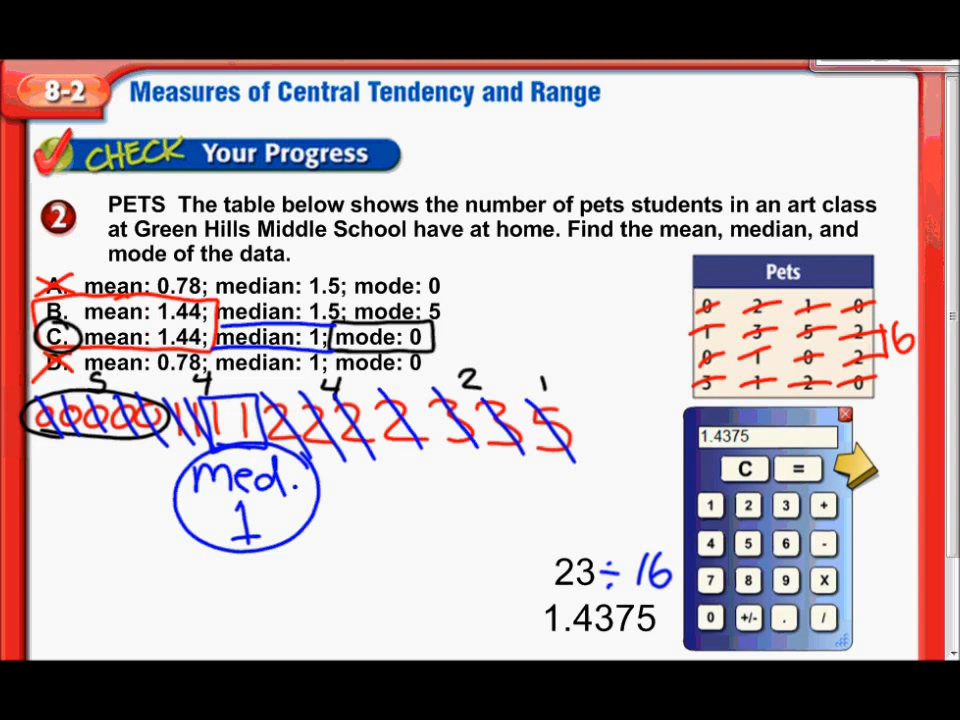 8-2 Measures of Central Tendency and Range
CHECK Your Progress
2 PETS The table below shows the number of pets students in an art class
at Green Hills Middle School have at home. Find the mean, median, and
mode of the data.
A. mean: 0.78; median: 1.5; mode: 0
B. mean: 1.44; median: 1.5; mode: 5
C. mean: 1.44; median: 1; mode: 0
D. mean: 0.78; median: 1; mode: 0
Pets
0 2 1 0
1 3 5 2
0 1 0 2
3 1 2 0
16
5 4 4 2 1
0 0 0 0 0 1 1 1 1 2 2 2 2 3 3 5
med.
1
23 ÷ 16
1.4375
1.4375
C =
1 2 3 +
4 5 6 -
7 8 9 X
0 +/- . /